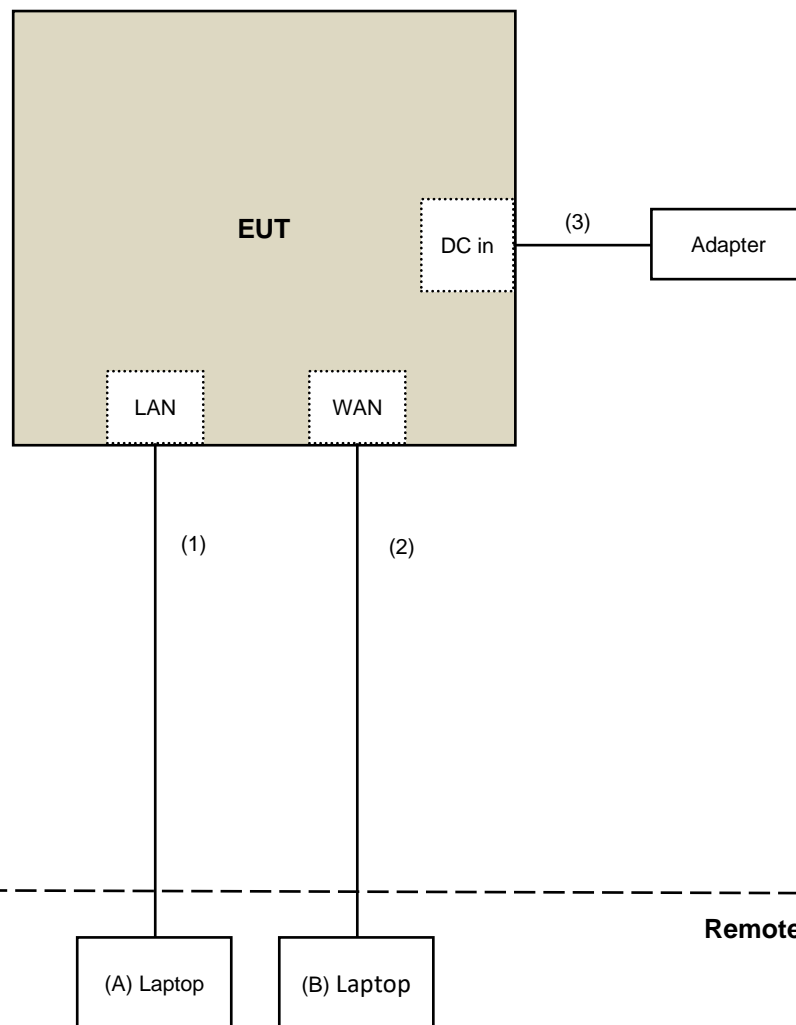 EUT
DC in
(3)
Adapter
LAN
WAN
(1)
(2)
Remote
(A) Laptop
(B) Laptop